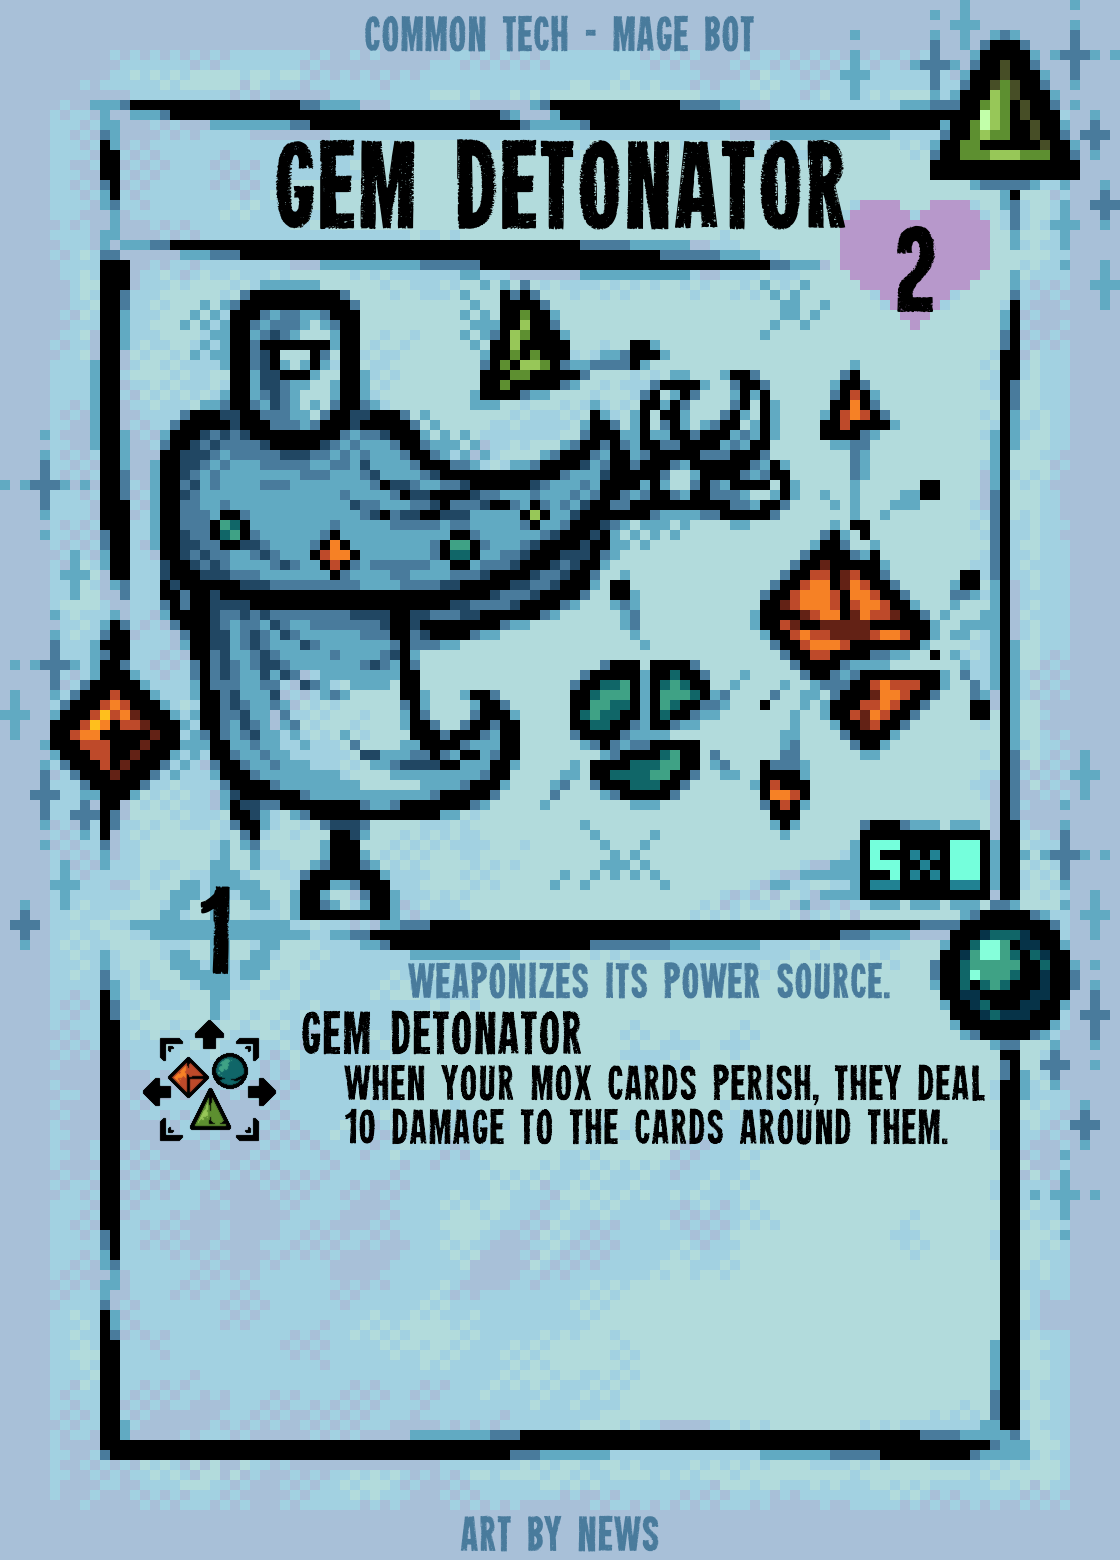 COMMON TECH - MAGE BOT
GEM DETONATOR
2
5×
1
WEAPONIZES ITS POWER SOURCE.
GEM DETONATOR
WHEN YOUR MOX CARDS PERISH, THEY DEAL
10 DAMAGE TO THE CARDS AROUND THEM.
ART BY NEWS